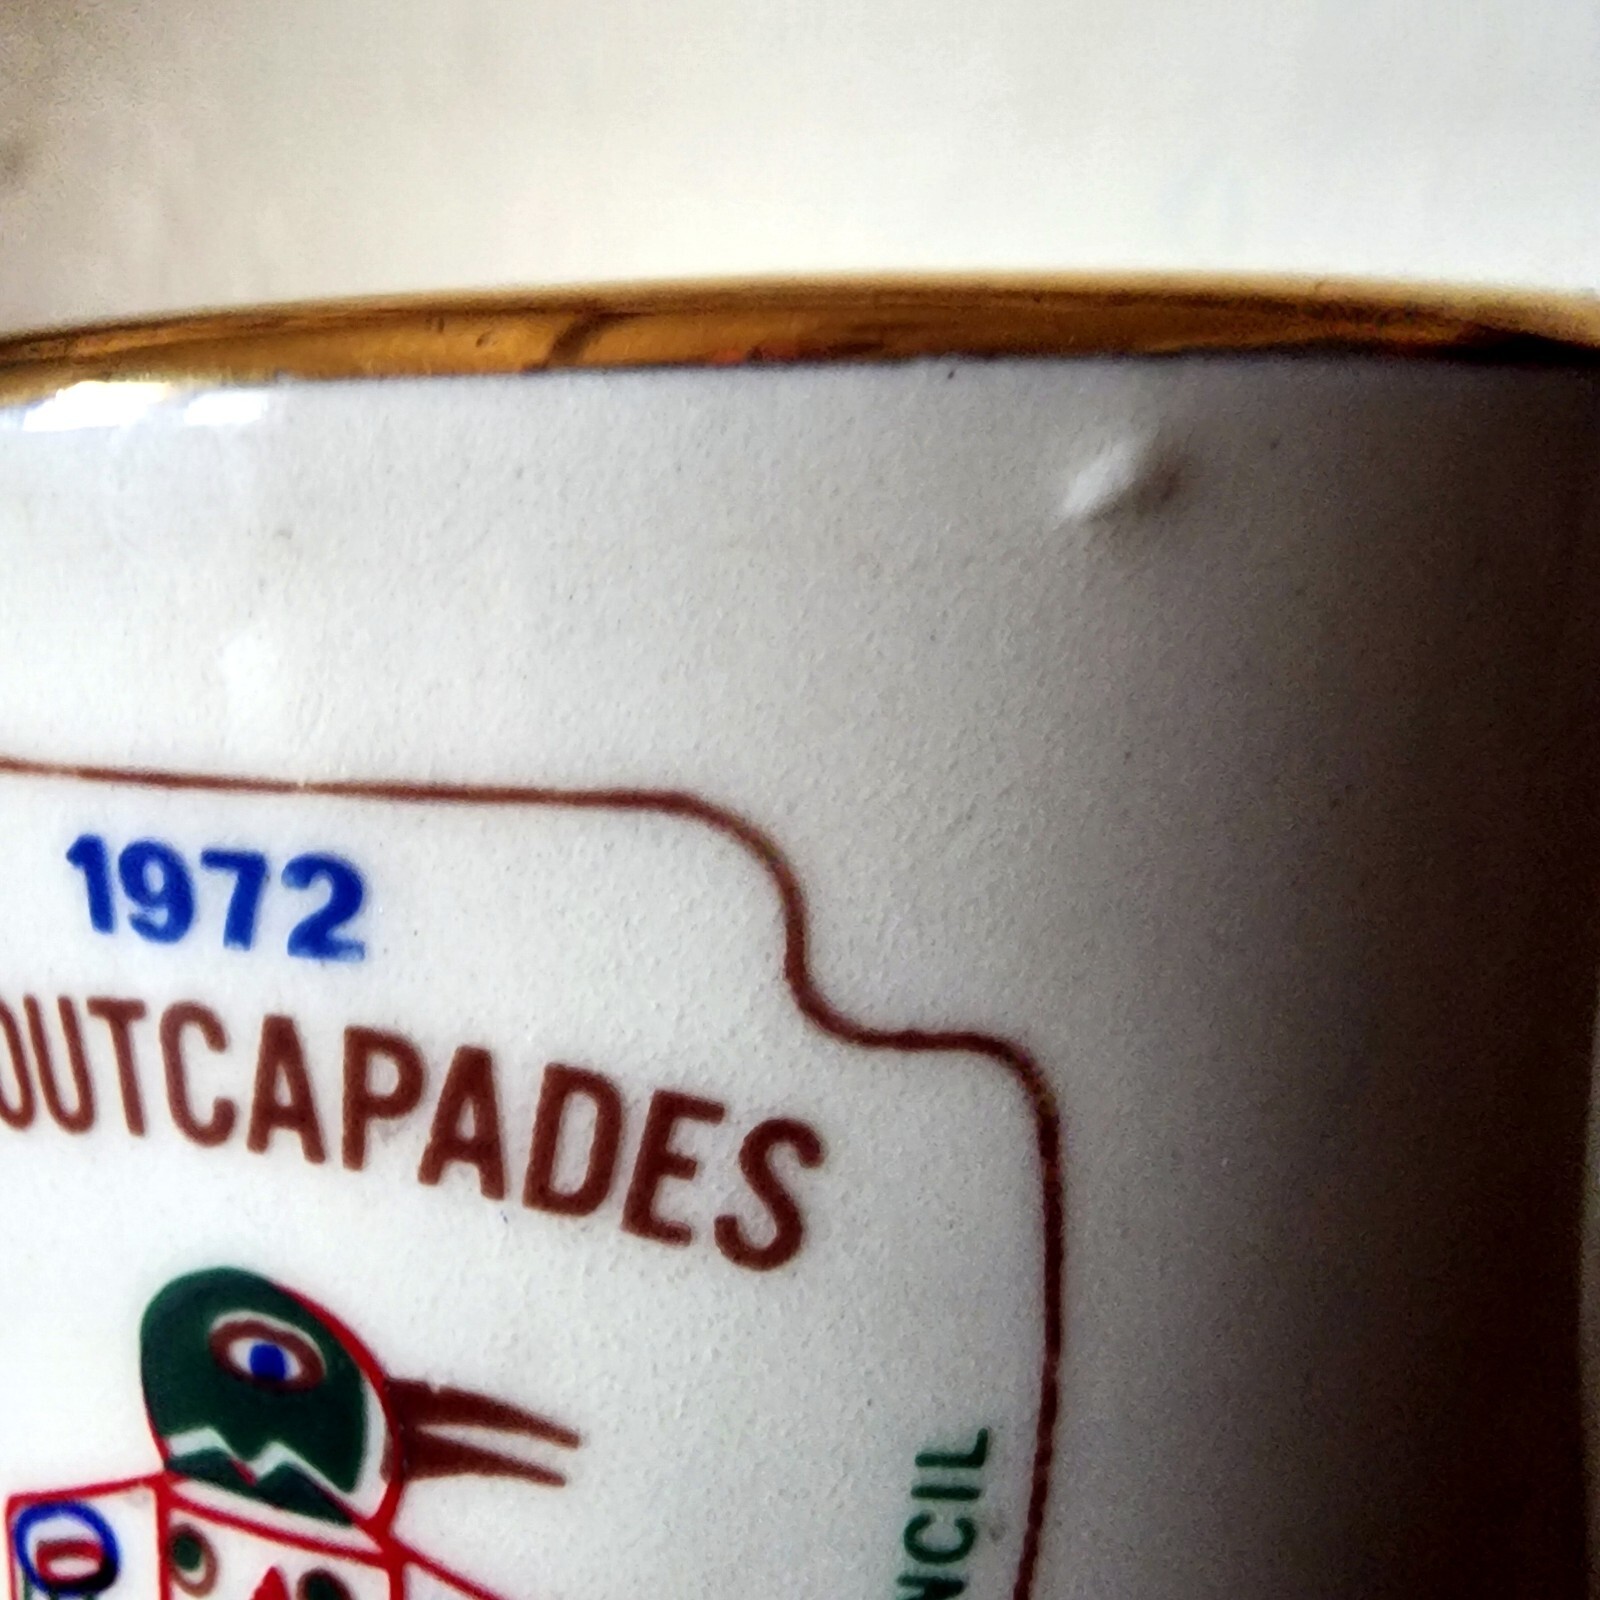 1972
OUTCAPADES
NCIL